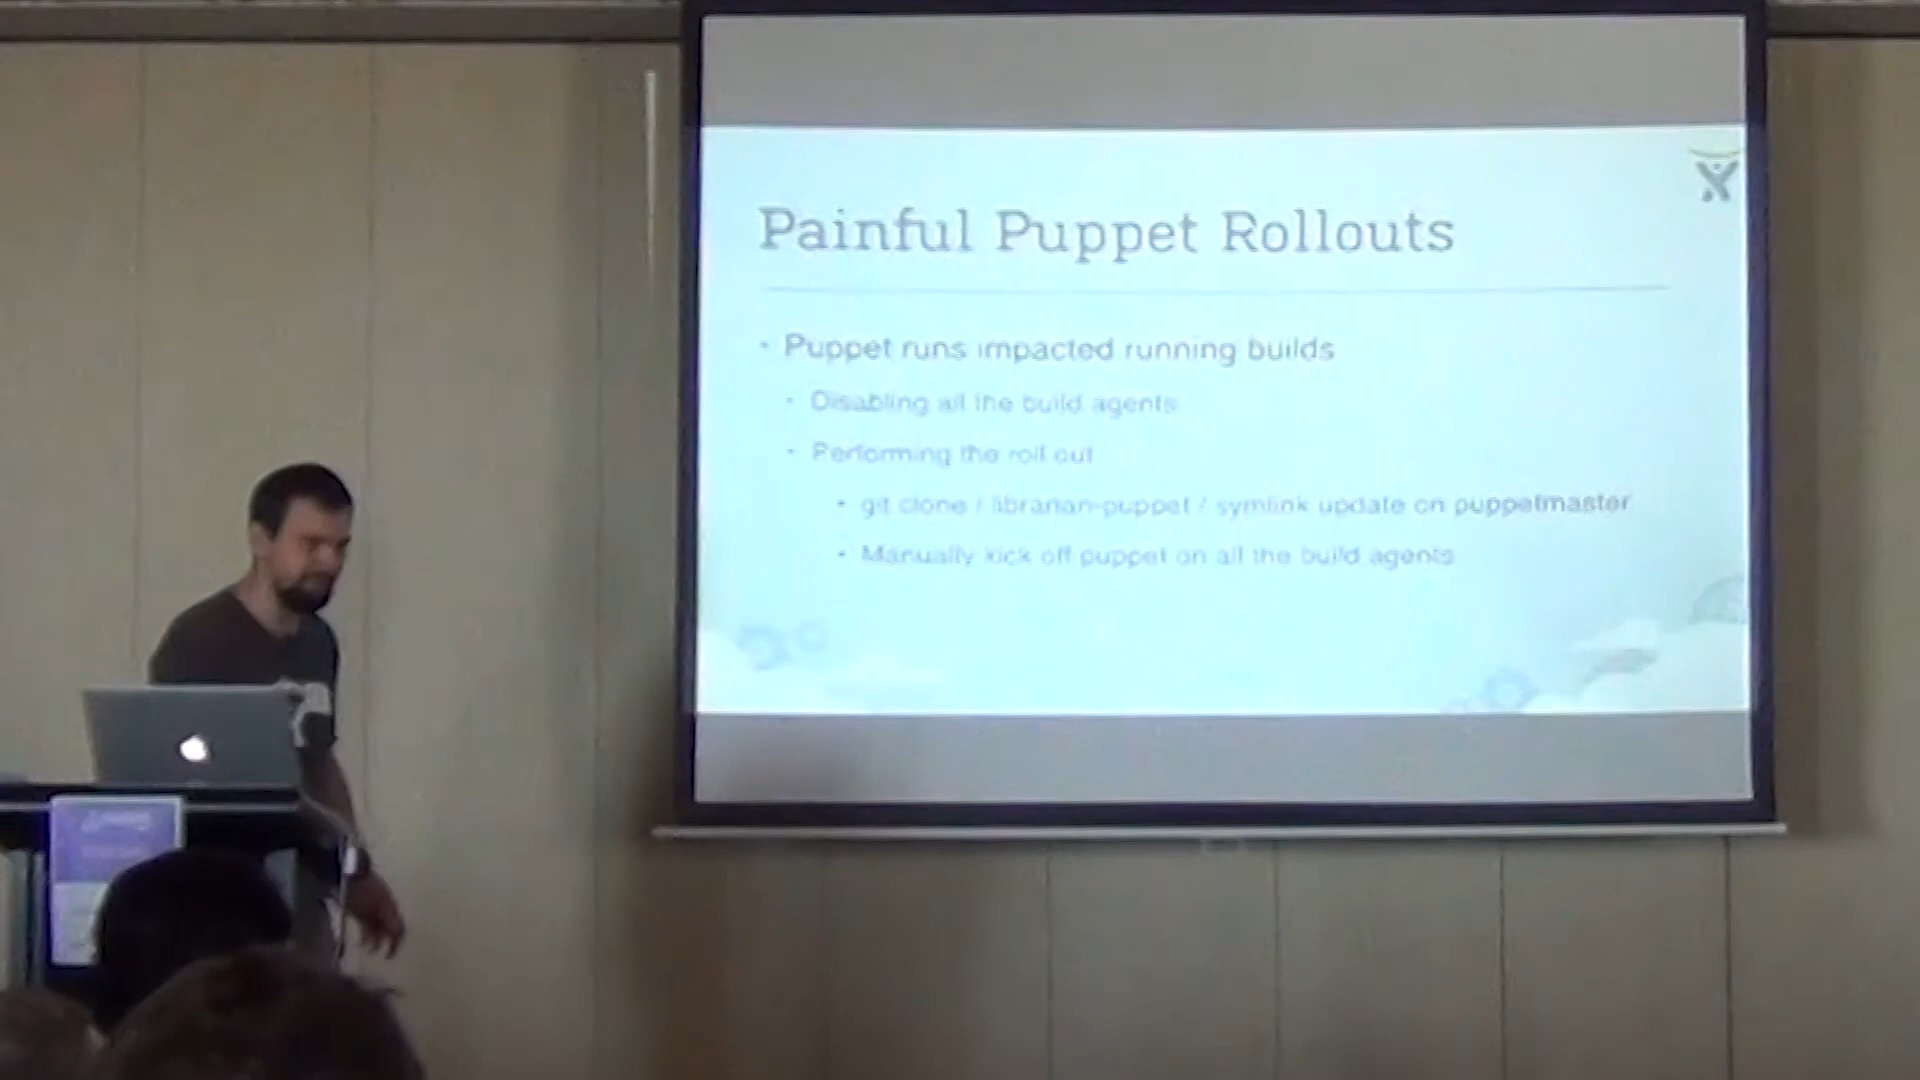 Painful Puppet Rollouts
• Puppet runs impacted running builds
• Disabling all the build agents
• Performing the roll out
• git clone / librarian-puppet / symlink update on puppetmaster
• Manually kick off puppet on all the build agents